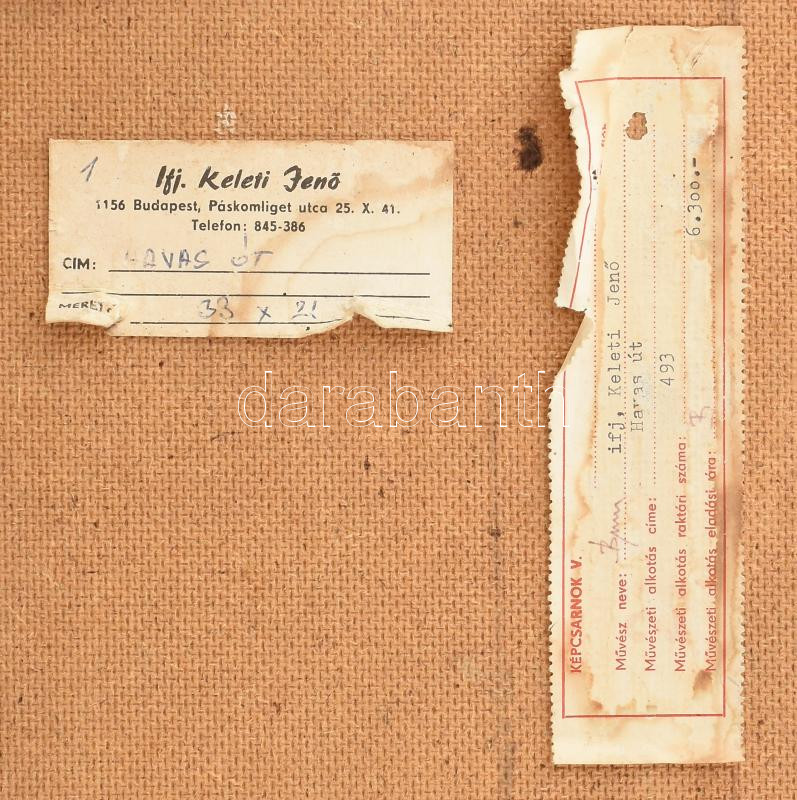 1
Ifj. Keleti Jenő
1156 Budapest, Páskomliget utca 25. X. 41.
Telefon: 845-386
CIM: HAVAS ÚT
MÉRET: 33 x 21
KÉPCSARNOK V.
Művész neve: ifj, Keleti Jenő
Művészeti alkotás címe: Havas út
Művészeti alkotás raktári száma: 493
Művészeti alkotás eladási ára: 6.300.-
darabanth